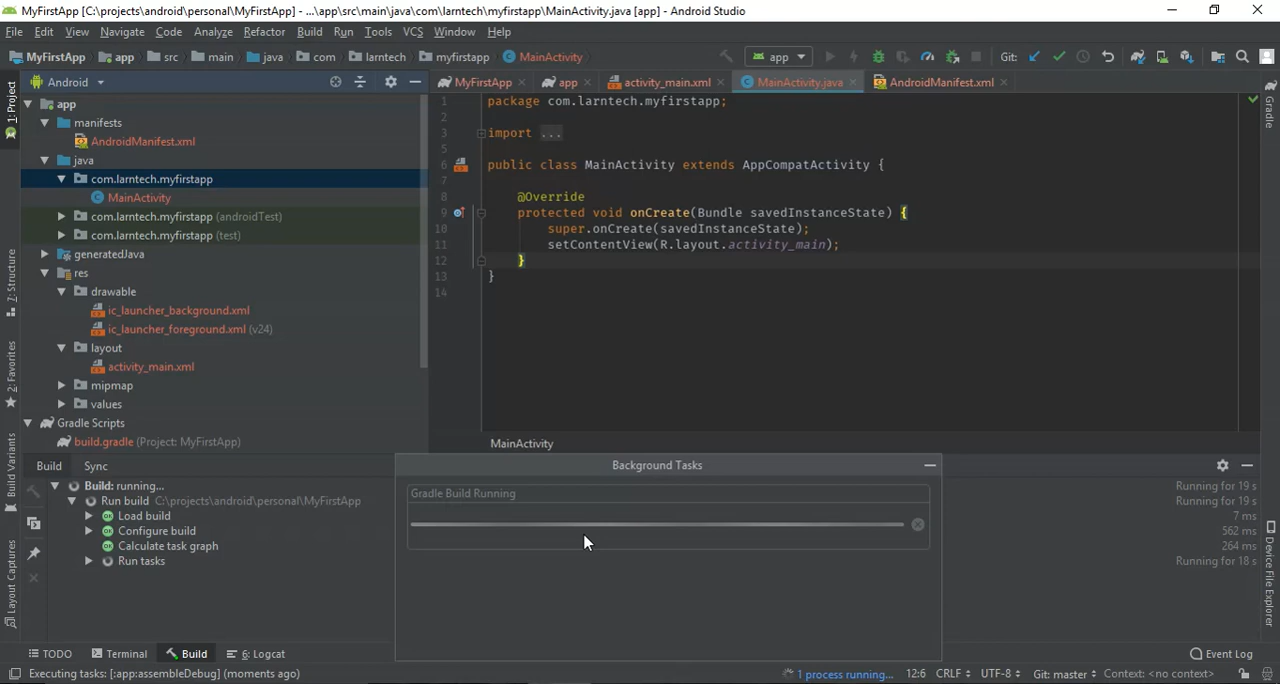 MyFirstApp [C:\projects\android\personal\MyFirstApp] - ...\app\src\main\java\com\larntech\myfirstapp\MainActivity.java [app] - Android Studio
File Edit View Navigate Code Analyze Refactor Build Run Tools VCS Window Help
MyFirstApp app src main java com larntech myfirstapp MainActivity app Git:
1: Project
Android
MyFirstApp app activity_main.xml MainActivity.java AndroidManifest.xml
Gradle
app
manifests
AndroidManifest.xml
java
com.larntech.myfirstapp
MainActivity
com.larntech.myfirstapp (androidTest)
com.larntech.myfirstapp (test)
generatedJava
res
drawable
ic_launcher_background.xml
ic_launcher_foreground.xml (v24)
layout
activity_main.xml
mipmap
values
Gradle Scripts
build.gradle (Project: MyFirstApp)
1 package com.larntech.myfirstapp;
2
3 import ...
5
6 public class MainActivity extends AppCompatActivity {
7
8 @Override
9 protected void onCreate(Bundle savedInstanceState) {
10 super.onCreate(savedInstanceState);
11 setContentView(R.layout.activity_main);
12 }
13 }
14
MainActivity
Z: Structure
2: Favorites
Build Variants
Layout Captures
Device File Explorer
Build Sync
Build: running... Running for 19 s
Run build C:\projects\android\personal\MyFirstApp Running for 19 s
Load build 7 ms
Configure build 562 ms
Calculate task graph 264 ms
Run tasks Running for 18 s
Background Tasks
Gradle Build Running
TODO Terminal Build 6: Logcat Event Log
Executing tasks: [:app:assembleDebug] (moments ago) 1 process running... 12:6 CRLF UTF-8 Git: master Context: <no context>